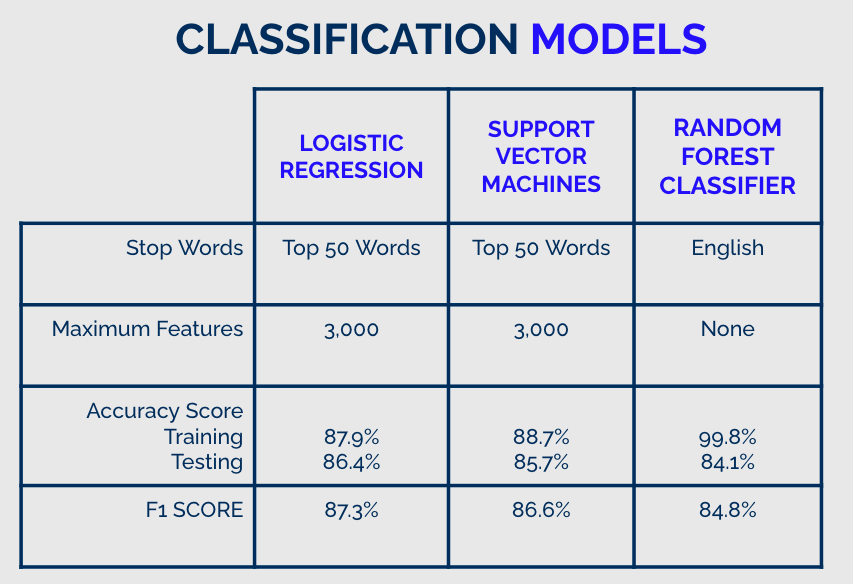 CLASSIFICATION MODELS
LOGISTIC
REGRESSION
SUPPORT
VECTOR
MACHINES
RANDOM
FOREST
CLASSIFIER
Stop Words Top 50 Words Top 50 Words English
Maximum Features 3,000 3,000 None
Accuracy Score
Training 87.9% 88.7% 99.8%
Testing 86.4% 85.7% 84.1%
F1 SCORE 87.3% 86.6% 84.8%